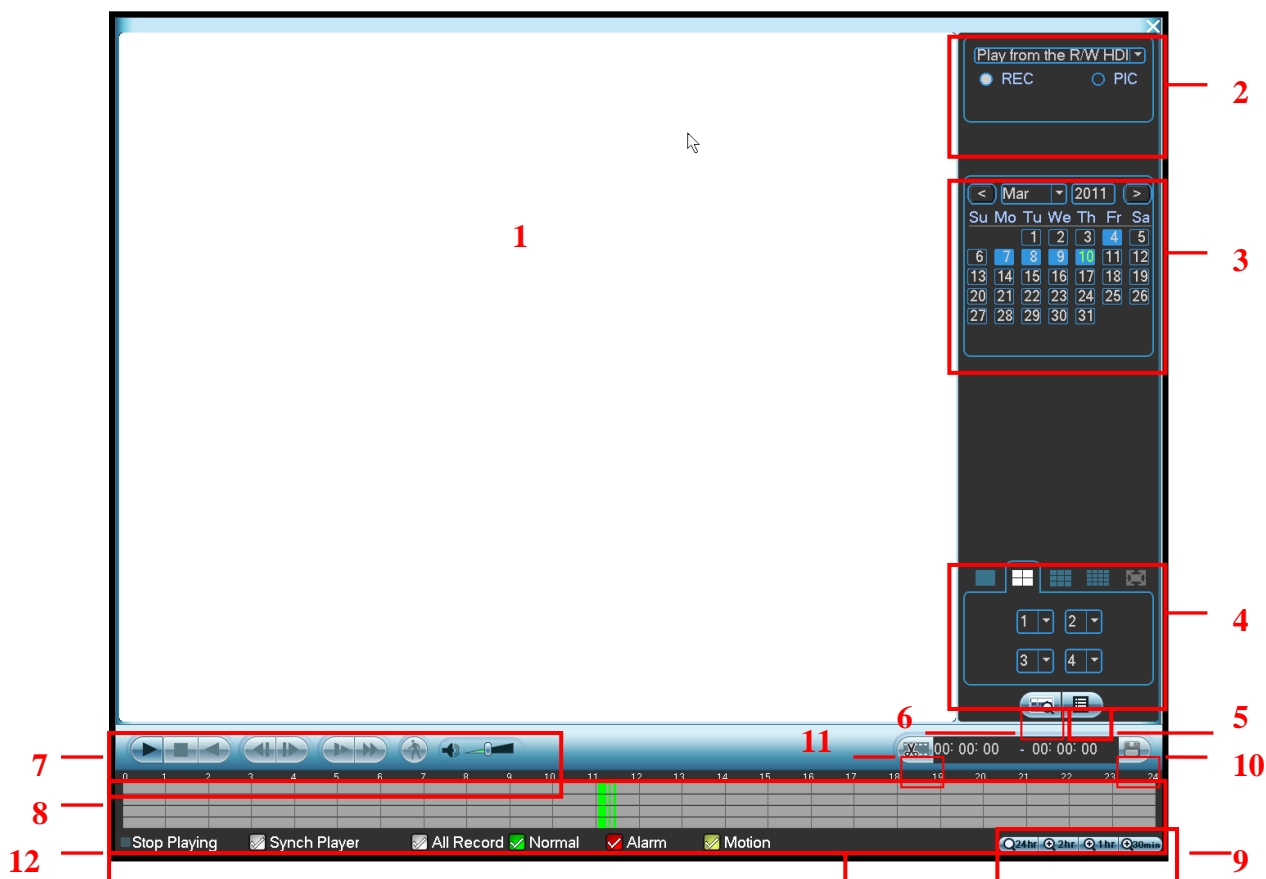 Play from the R/W HDI
REC PIC
2
< Mar 2011 >
Su Mo Tu We Th Fr Sa
1 2 3 4 5
6 7 8 9 10 11 12
13 14 15 16 17 18 19
20 21 22 23 24 25 26
27 28 29 30 31
1
3
1 2
3 4
4
6
5
11
00: 00: 00 - 00: 00: 00
7
10
0 1 2 3 4 5 6 7 8 9 10 11 12 13 14 15 16 17 18 19 20 21 22 23 24
8
Stop Playing Synch Player All Record Normal Alarm Motion
24hr 2hr 1hr 30min
12
9